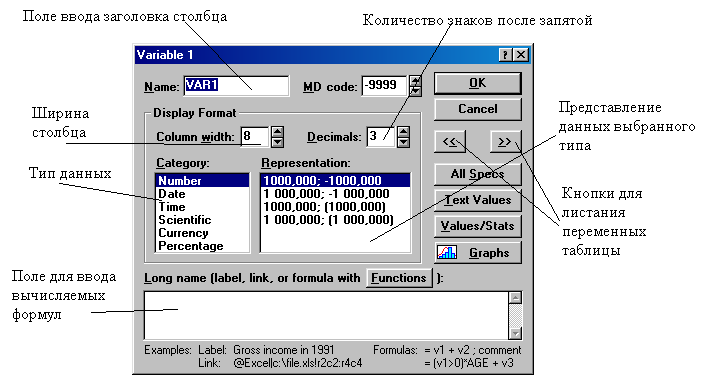 Поле ввода заголовка столбца
Количество знаков после запятой
Variable 1
Name: VAR1 MD code: -9999 OK
Cancel
Display Format
Ширина
столбца
Column width: 8 Decimals: 3 << >>
Представление
данных выбранного
типа
Тип данных
Category: Representation:
Number 1000,000; -1000,000
Date 1 000,000; -1 000,000
Time 1000,000; (1000,000)
Scientific 1 000,000; (1 000,000)
Currency
Percentage
All Specs
Text Values
Values/Stats
Graphs
Кнопки для
листания
переменных
таблицы
Поле для ввода
вычисляемых
формул
Long name (label, link, or formula with Functions ):
Examples: Label: Gross income in 1991 Formulas: = v1 + v2 ; comment
Link: @Excel|c:\file.xls!r2c2:r4c4 = (v1>0)*AGE + v3